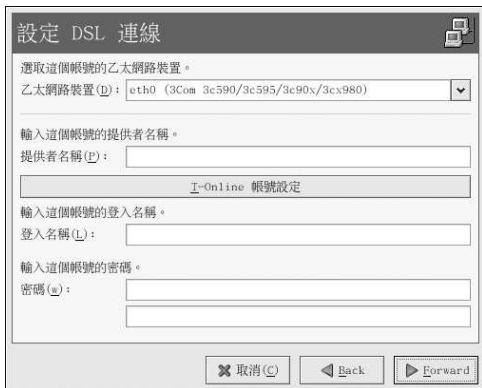 設定 DSL 連線
選取這個帳號的乙太網路裝置。
乙太網路裝置(D): eth0 (3Com 3c590/3c595/3c90x/3cx980)
輸入這個帳號的提供者名稱。
提供者名稱(P):
T-Online 帳號設定
輸入這個帳號的登入名稱。
登入名稱(L):
輸入這個帳號的密碼。
密碼(w):
取消(C) Back Forward